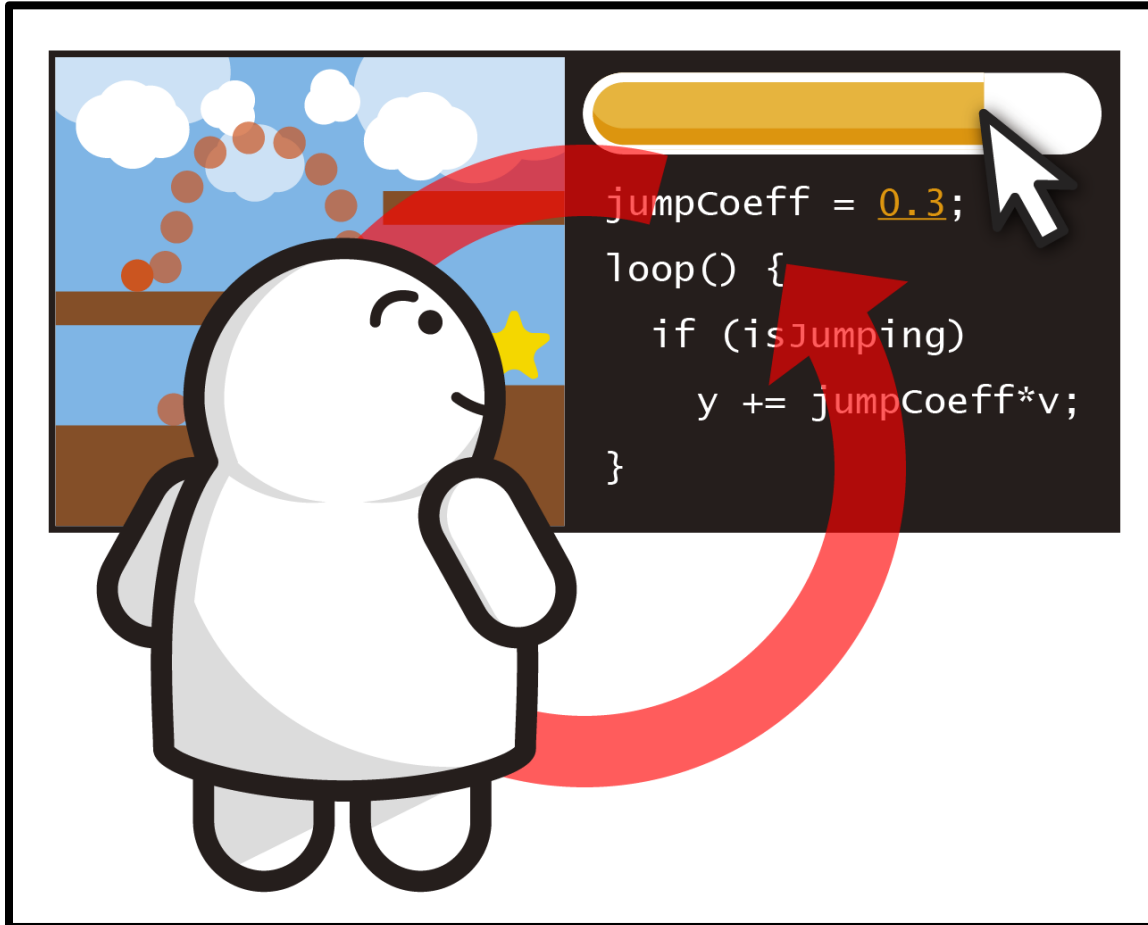 jumpCoeff = 0.3;
loop() {
if (isJumping)
y += jumpCoeff*v;
}